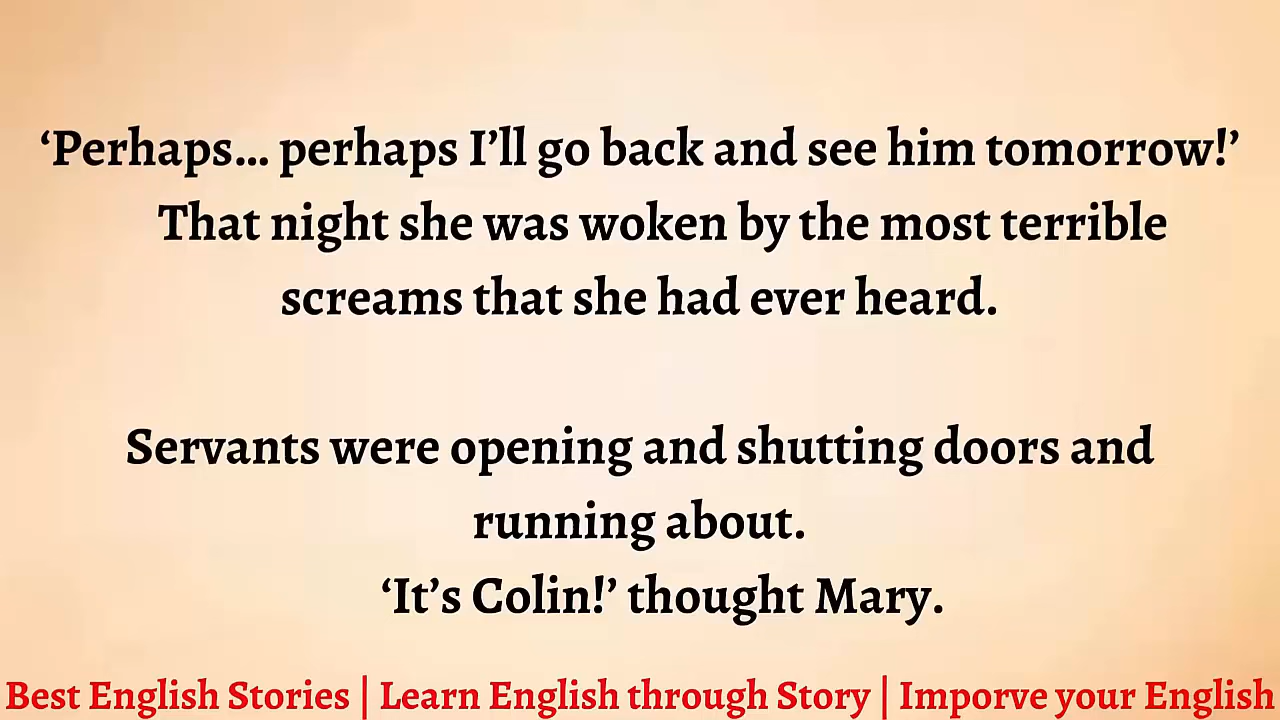 ‘Perhaps... perhaps I’ll go back and see him tomorrow!’
That night she was woken by the most terrible
screams that she had ever heard.
Servants were opening and shutting doors and
running about.
‘It’s Colin!’ thought Mary.
Best English Stories | Learn English through Story | Imporve your English